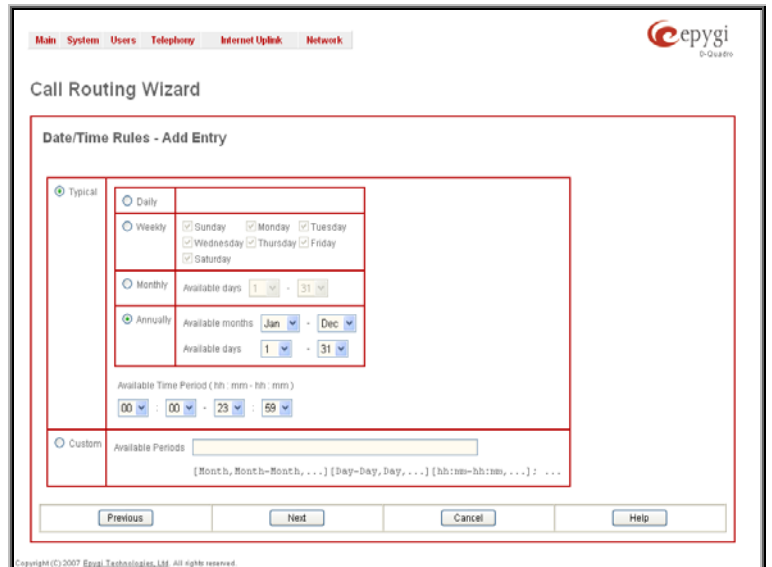 Main System Users Telephony Internet Uplink Network
epygi
D-Quadro
Call Routing Wizard
Date/Time Rules - Add Entry
Typical
Daily
Weekly
Sunday Monday Tuesday
Wednesday Thursday Friday
Saturday
Monthly
Available days 1 - 31
Annually
Available months Jan - Dec
Available days 1 - 31
Available Time Period ( hh : mm - hh : mm )
00 : 00 - 23 : 59
Custom
Available Periods
[Month,Month-Month,...][Day-Day,Day,...][hh:mm-hh:mm,...]; ...
Previous Next Cancel Help
Copyright (C) 2007 Epygi Technologies, Ltd. All rights reserved.